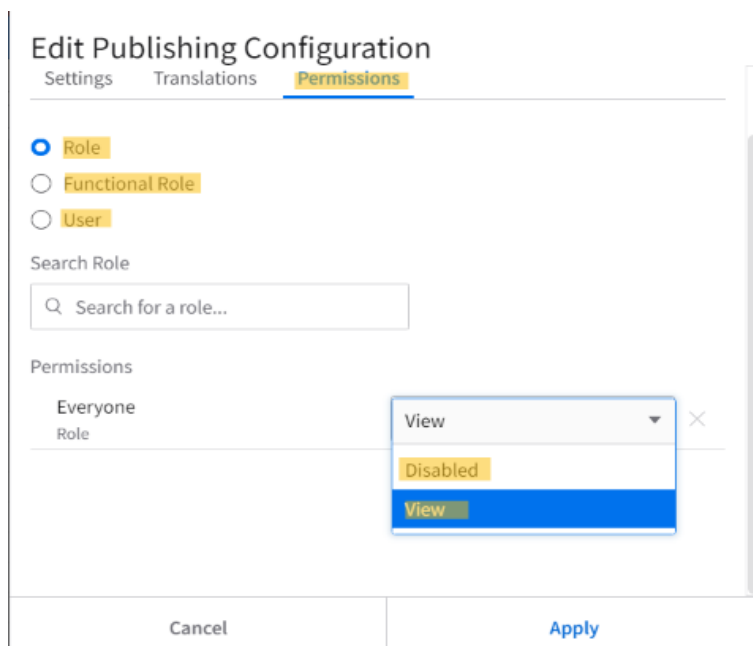 Edit Publishing Configuration
Settings Translations Permissions
Role
Functional Role
User
Search Role
Search for a role...
Permissions
Everyone
Role
View
Disabled
View
Cancel Apply